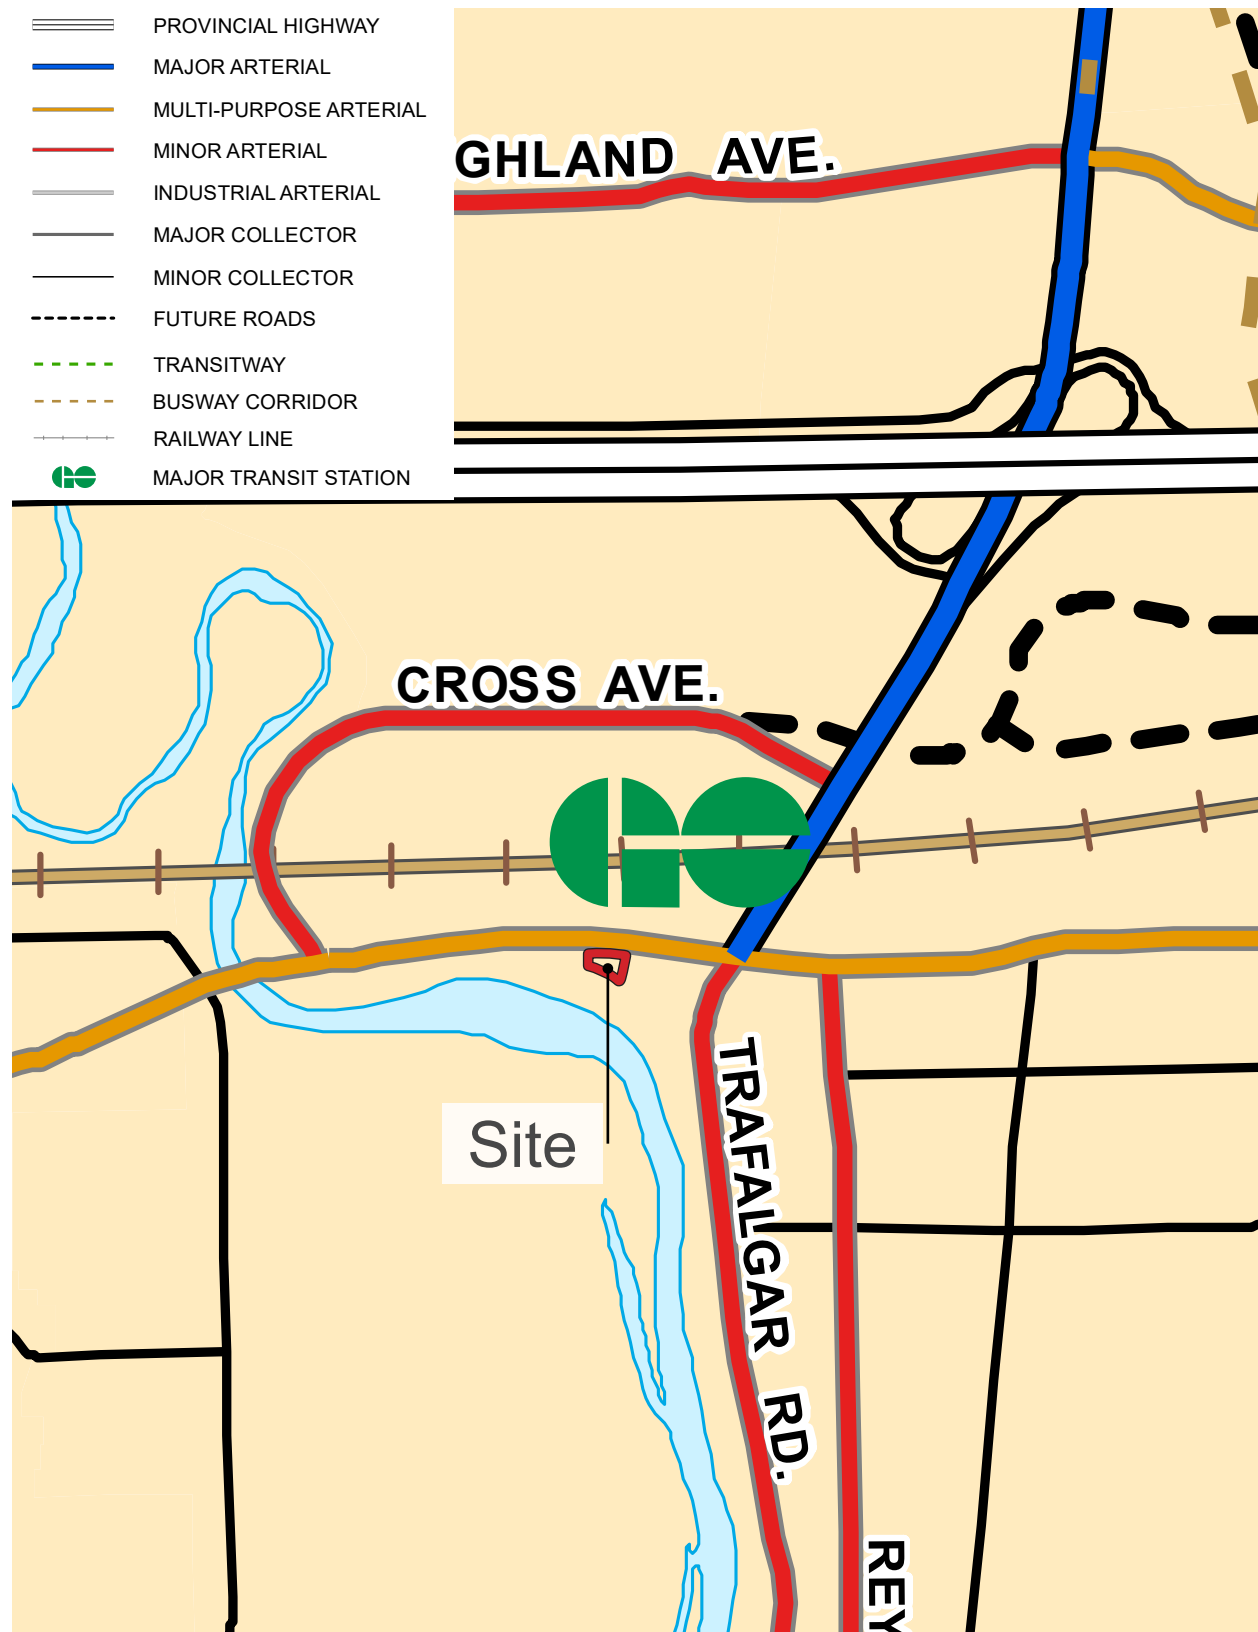 PROVINCIAL HIGHWAY
MAJOR ARTERIAL
MULTI-PURPOSE ARTERIAL
MINOR ARTERIAL
INDUSTRIAL ARTERIAL
MAJOR COLLECTOR
MINOR COLLECTOR
FUTURE ROADS
TRANSITWAY
BUSWAY CORRIDOR
RAILWAY LINE
MAJOR TRANSIT STATION
GHLAND AVE.
CROSS AVE.
Site
TRAFALGAR RD.
REY